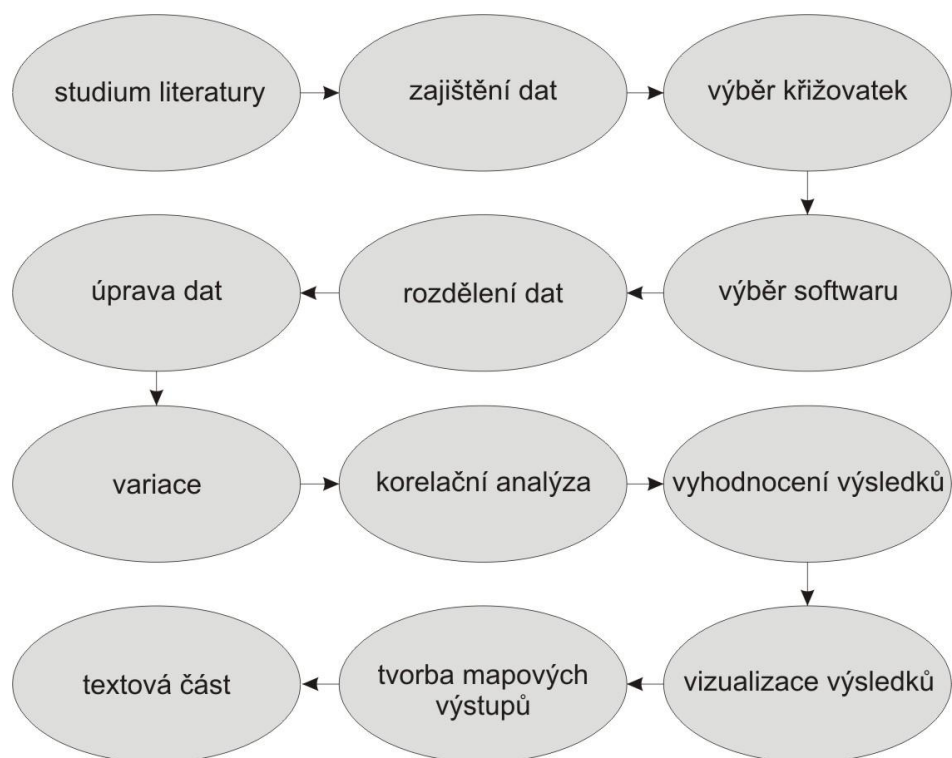 studium literatury
zajištění dat
výběr křižovatek
výběr softwaru
rozdělení dat
úprava dat
variace
korelační analýza
vyhodnocení výsledků
vizualizace výsledků
tvorba mapových
výstupů
textová část